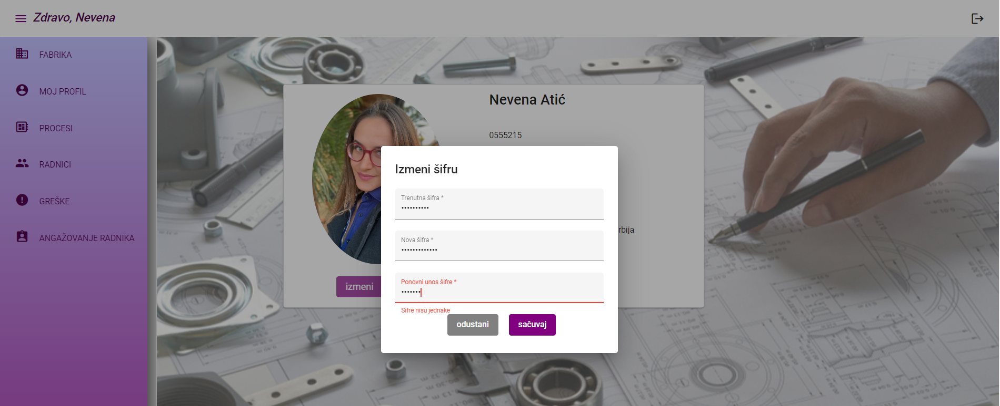 Zdravo, Nevena
FABRIKA
MOJ PROFIL
PROCESI
RADNICI
GREŠKE
ANGAŽOVANJE RADNIKA
Nevena Atić
0555215
rbija
izmeni
Izmeni šifru
Trenutna šifra *
Nova šifra *
Ponovni unos šifre *
Sifre nisu jednake
odustani
sačuvaj